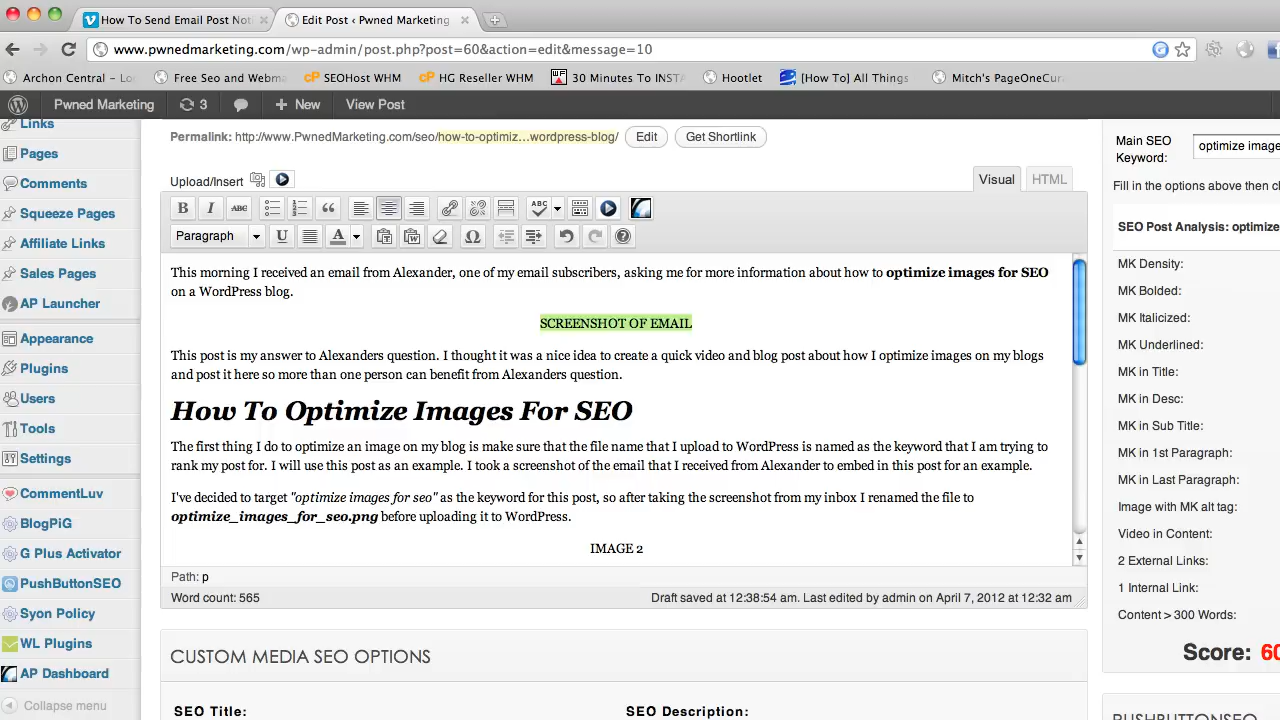 How To Send Email Post Not
Edit Post ‹ Pwned Marketing
www.pwnedmarketing.com/wp-admin/post.php?post=60&action=edit&message=10
Archon Central - Lo
Free Seo and Webma
cP SEOHost WHM
cP HG Reseller WHM
30 Minutes To INSTA
Hootlet
[How To] All Things
Mitch's PageOneCura
Pwned Marketing
3
New
View Post
Links
Pages
Comments
Squeeze Pages
Affiliate Links
Sales Pages
AP Launcher
Appearance
Plugins
Users
Tools
Settings
CommentLuv
BlogPiG
G Plus Activator
PushButtonSEO
Syon Policy
WL Plugins
AP Dashboard
Collapse menu
Permalink: http://www.PwnedMarketing.com/seo/how-to-optimiz...wordpress-blog/
Edit
Get Shortlink
Upload/Insert
Visual
HTML
B I ABC
ABC
Paragraph
U
A
Ω
This morning I received an email from Alexander, one of my email subscribers, asking me for more information about how to optimize images for SEO
on a WordPress blog.
SCREENSHOT OF EMAIL
This post is my answer to Alexanders question. I thought it was a nice idea to create a quick video and blog post about how I optimize images on my blogs
and post it here so more than one person can benefit from Alexanders question.
How To Optimize Images For SEO
The first thing I do to optimize an image on my blog is make sure that the file name that I upload to WordPress is named as the keyword that I am trying to
rank my post for. I will use this post as an example. I took a screenshot of the email that I received from Alexander to embed in this post for an example.
I've decided to target "optimize images for seo" as the keyword for this post, so after taking the screenshot from my inbox I renamed the file to
optimize_images_for_seo.png before uploading it to WordPress.
IMAGE 2
Path: p
Word count: 565
Draft saved at 12:38:54 am. Last edited by admin on April 7, 2012 at 12:32 am
CUSTOM MEDIA SEO OPTIONS
SEO Title:
SEO Description:
Main SEO
Keyword:
optimize image
Fill in the options above then cl
SEO Post Analysis: optimize
MK Density:
MK Bolded:
MK Italicized:
MK Underlined:
MK in Title:
MK in Desc:
MK in Sub Title:
MK in 1st Paragraph:
MK in Last Paragraph:
Image with MK alt tag:
Video in Content:
2 External Links:
1 Internal Link:
Content > 300 Words:
Score: 60
PUSHBUTTONSEO